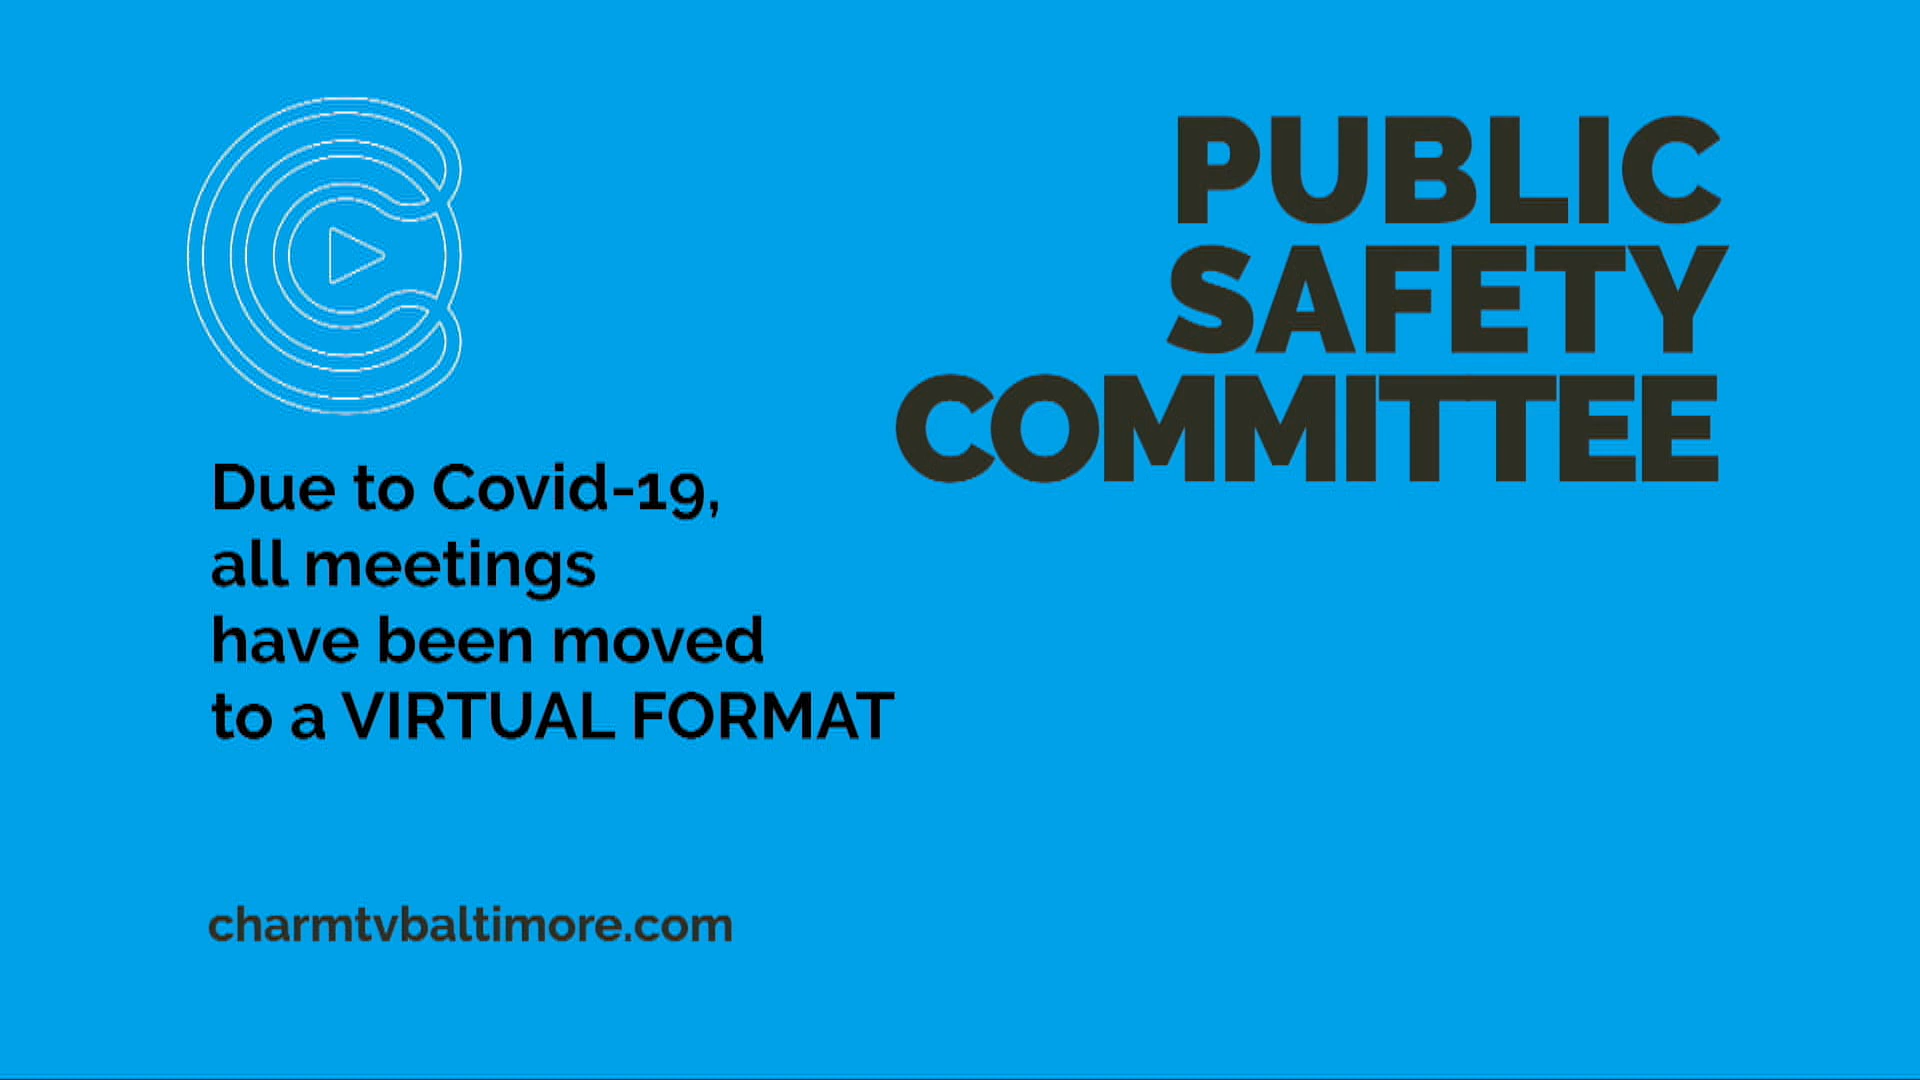 PUBLIC
SAFETY
COMMITTEE
Due to Covid-19,
all meetings
have been moved
to a VIRTUAL FORMAT
charmtvbaltimore.com